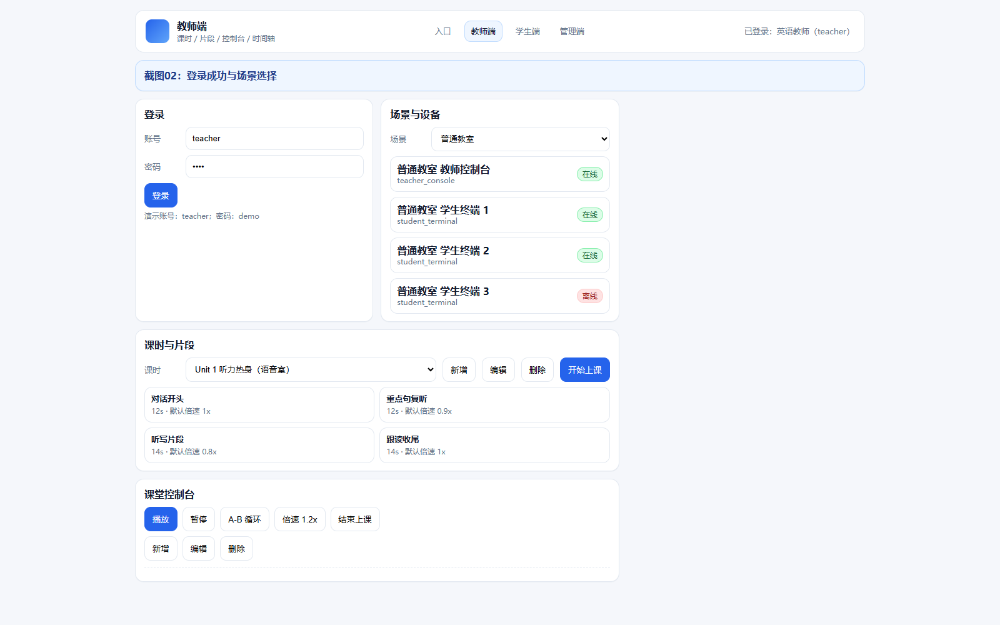 教师端
课时 / 片段 / 控制台 / 时间轴
入口
教师端
学生端
管理端
已登录：英语教师（teacher）
截图02：登录成功与场景选择
登录
账号
teacher
密码
••••
登录
演示账号：teacher；密码：demo
场景与设备
场景
普通教室
普通教室 教师控制台
teacher_console
在线
普通教室 学生终端 1
student_terminal
在线
普通教室 学生终端 2
student_terminal
在线
普通教室 学生终端 3
student_terminal
离线
课时与片段
课时
Unit 1 听力热身（语音室）
新增
编辑
删除
开始上课
对话开头
12s · 默认倍速 1x
重点句复听
12s · 默认倍速 0.9x
听写片段
14s · 默认倍速 0.8x
跟读收尾
14s · 默认倍速 1x
课堂控制台
播放
暂停
A-B 循环
倍速 1.2x
结束上课
新增
编辑
删除